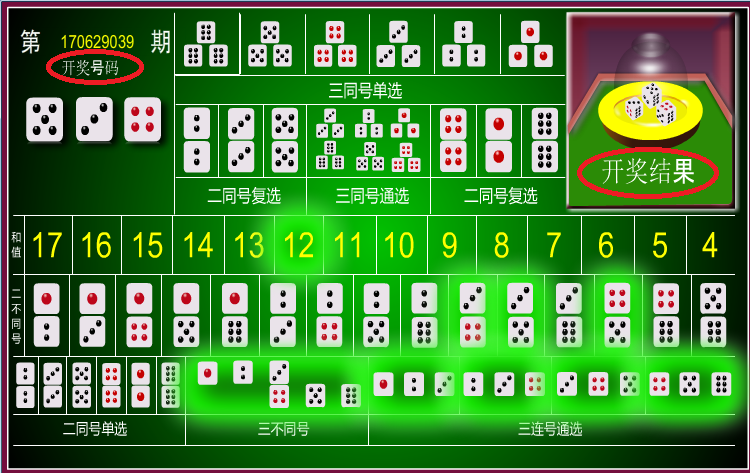 第 170629039 期
开奖号码
三同号单选
二同号复选 三同号通选 二同号复选
开奖结果
和值 17 16 15 14 13 12 11 10 9 8 7 6 5 4
二不同号
二同号单选 三不同号 三连号通选